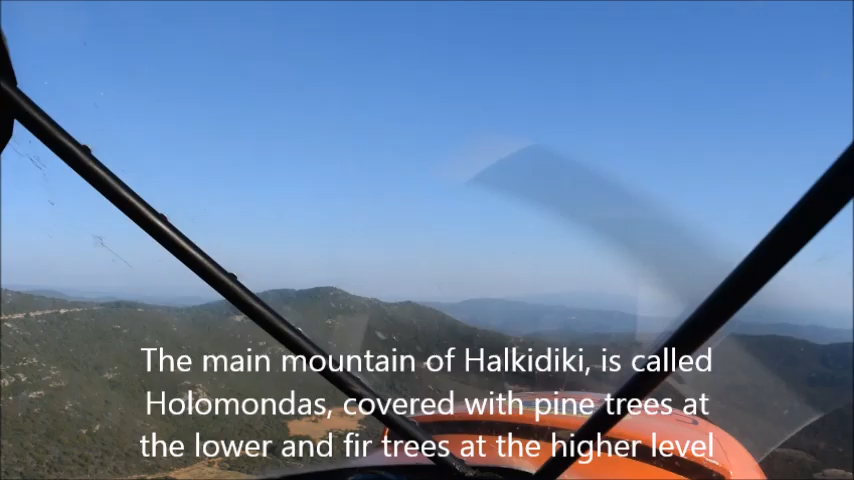 The main mountain of Halkidiki, is called
Holomondas, covered with pine trees at
the lower and fir trees at the higher level